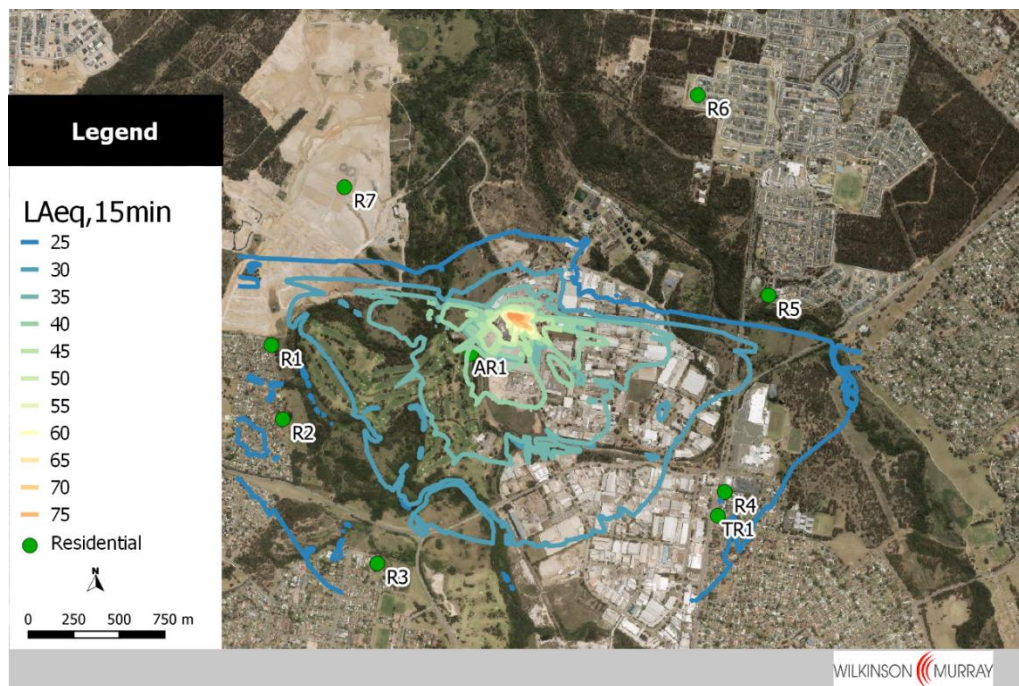 Legend
LAeq,15min
25
30
35
40
45
50
55
60
65
70
75
Residential
N
0 250 500 750 m
R6
R7
R5
R1
AR1
R2
R4
TR1
R3
WILKINSON MURRAY